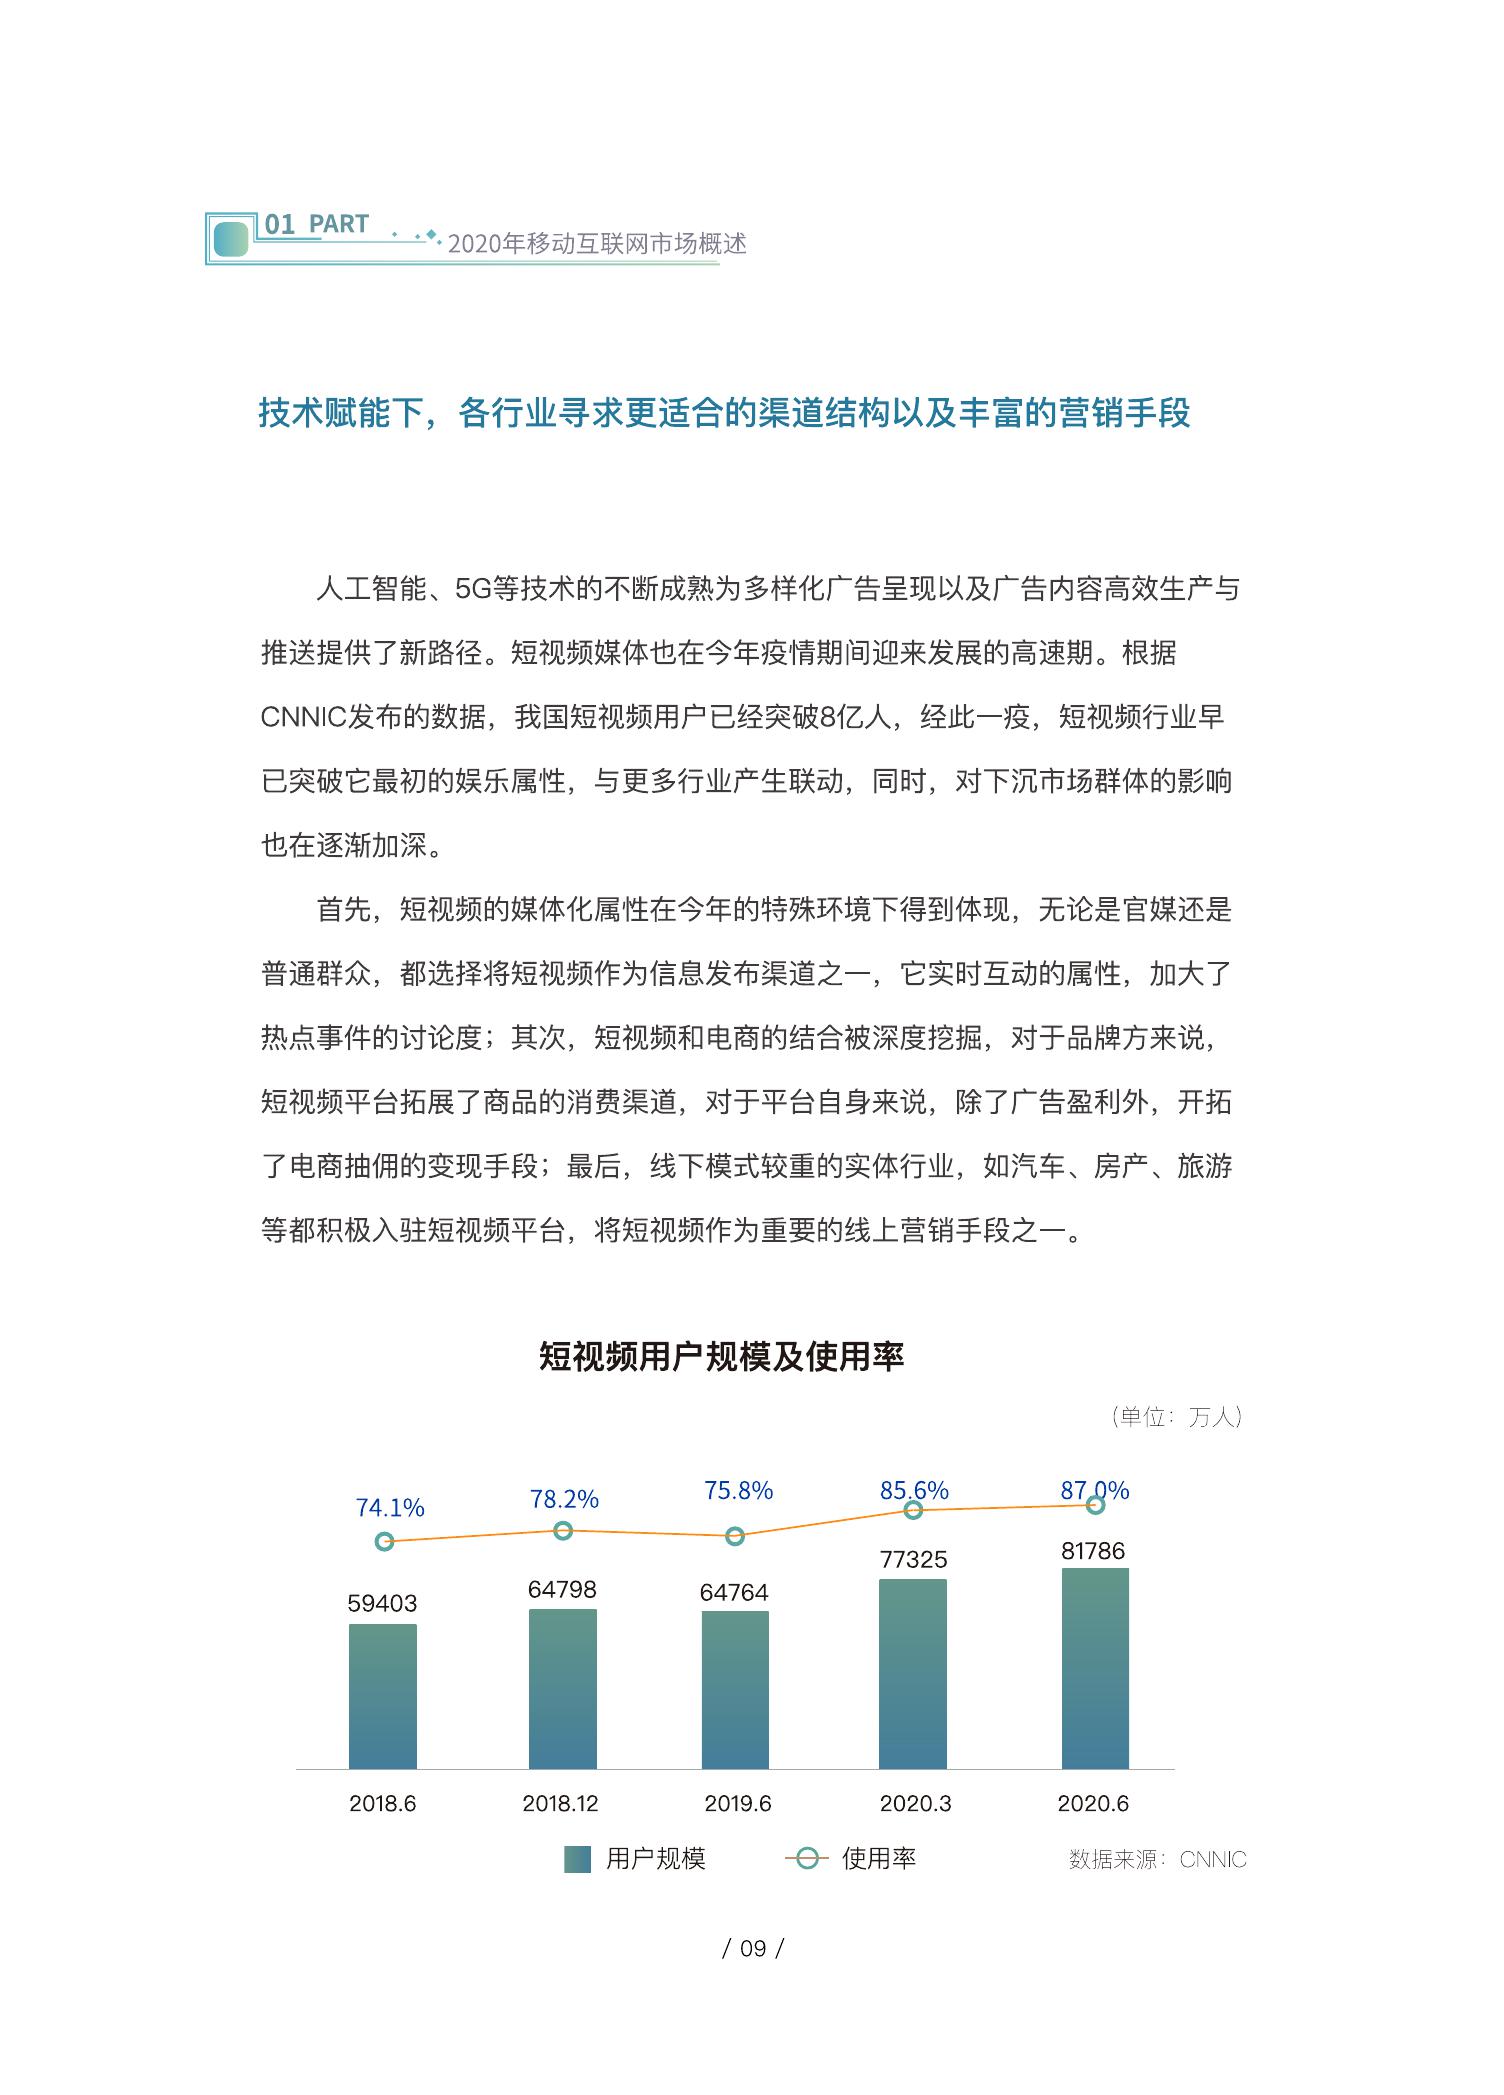 01 PART
2020年移动互联网市场概述
技术赋能下，各行业寻求更适合的渠道结构以及丰富的营销手段
人工智能、5G等技术的不断成熟为多样化广告呈现以及广告内容高效生产与
推送提供了新路径。短视频媒体也在今年疫情期间迎来发展的高速期。根据
CNNIC发布的数据，我国短视频用户已经突破8亿人，经此一疫，短视频行业早
已突破它最初的娱乐属性，与更多行业产生联动，同时，对下沉市场群体的影响
也在逐渐加深。
首先，短视频的媒体化属性在今年的特殊环境下得到体现，无论是官媒还是
普通群众，都选择将短视频作为信息发布渠道之一，它实时互动的属性，加大了
热点事件的讨论度；其次，短视频和电商的结合被深度挖掘，对于品牌方来说，
短视频平台拓展了商品的消费渠道，对于平台自身来说，除了广告盈利外，开拓
了电商抽佣的变现手段；最后，线下模式较重的实体行业，如汽车、房产、旅游
等都积极入驻短视频平台，将短视频作为重要的线上营销手段之一。
短视频用户规模及使用率
(单位：万人)
74.1% 78.2% 75.8% 85.6% 87.0%
59403 64798 64764 77325 81786
2018.6 2018.12 2019.6 2020.3 2020.6
用户规模 使用率 数据来源：CNNIC
/ 09 /